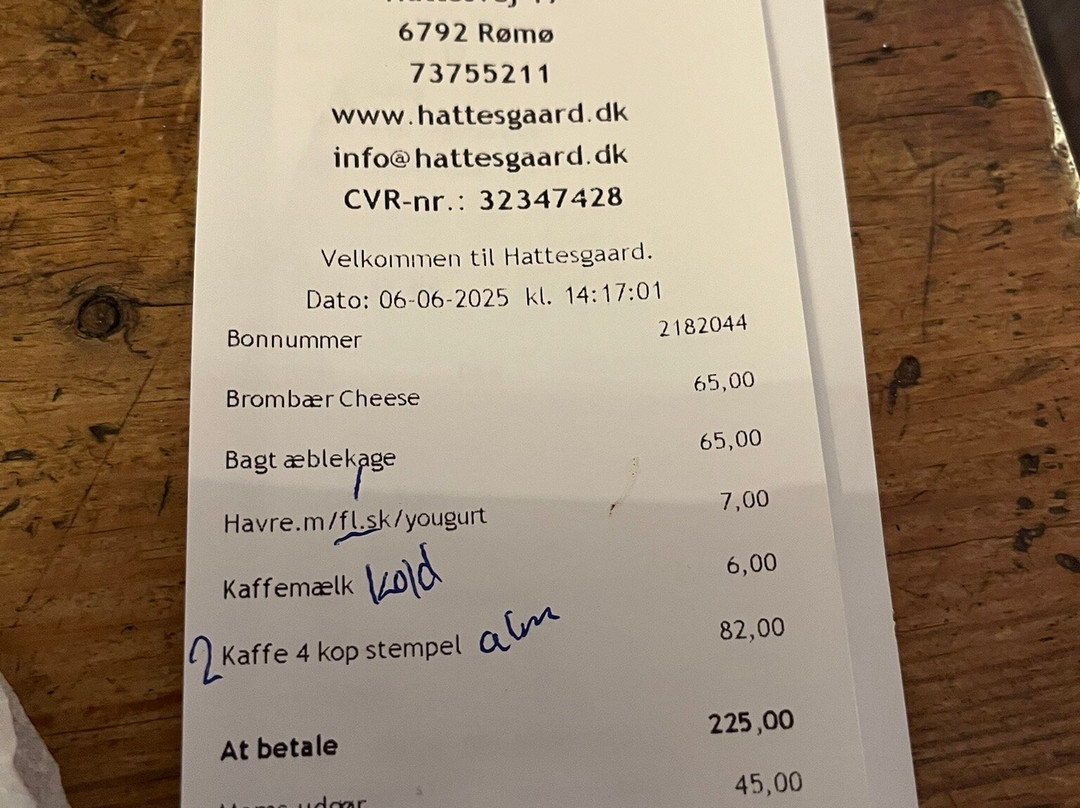 6792 Rømø
73755211
www.hattesgaard.dk
info@hattesgaard.dk
CVR-nr.: 32347428
Velkommen til Hattesgaard.
Dato: 06-06-2025 kl. 14:17:01
Bonnummer 2182044
Brombær Cheese 65,00
Bagt æblekage 65,00
Havre.m/fl.sk/yougurt 7,00
Kaffemælk kold 6,00
2 Kaffe 4 kop stempel alm 82,00
At betale 225,00
udgør 45,00